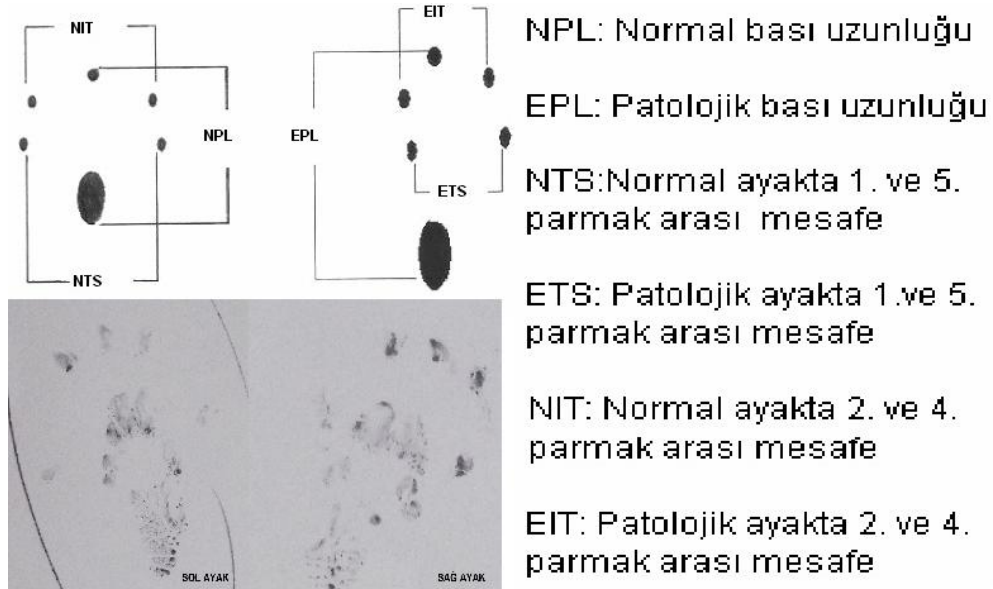 NIT
NPL
NTS
EIT
EPL
ETS
SOL AYAK
SAĞ AYAK
NPL: Normal bası uzunluğu
EPL: Patolojik bası uzunluğu
NTS:Normal ayakta 1. ve 5.
parmak arası mesafe
ETS: Patolojik ayakta 1.ve 5.
parmak arası mesafe
NIT: Normal ayakta 2. ve 4.
parmak arası mesafe
EIT: Patolojik ayakta 2. ve 4.
parmak arası mesafe